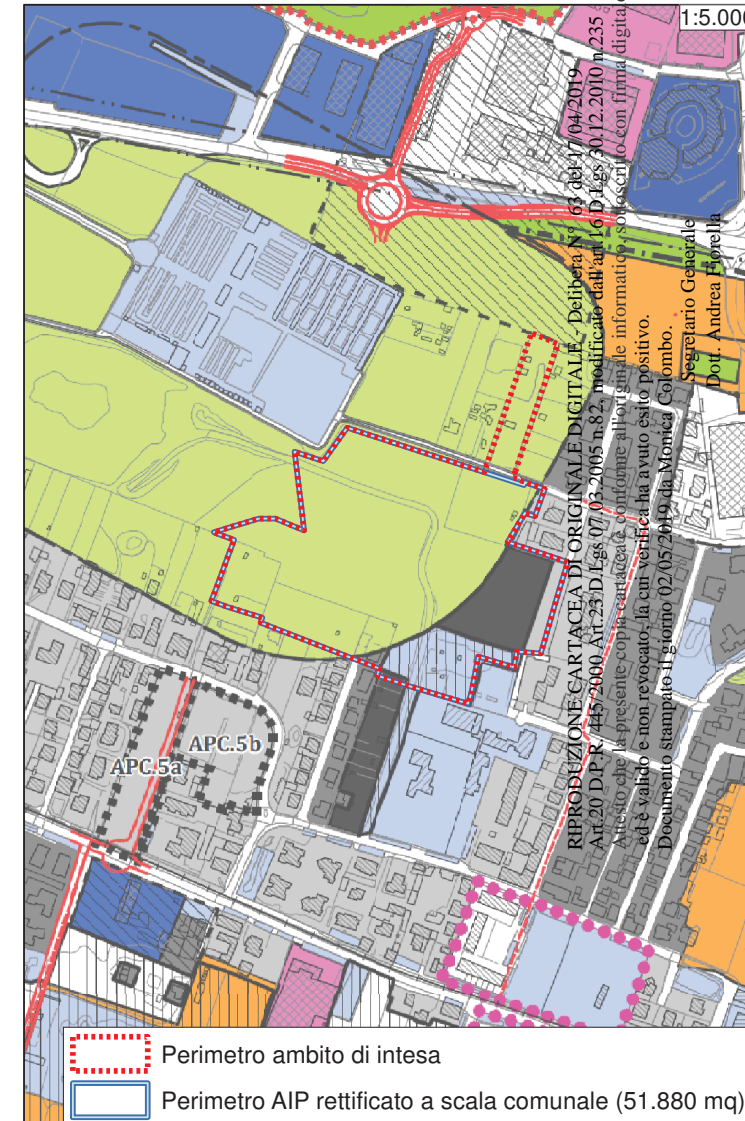 1:5.000
RIPRODUZIONE CARTACEA DI ORIGINALE DIGITALE - Delibera N° 63 del 17/04/2019
Art.20 D.P.R. 445/2000 Art.23 D.Lgs 07.03.2005 n.82, modificato dall'art.16 D.Lgs 30.12.2010 n.235
Attesto che la presente copia cartacea è conforme all'originale informatico, sottoscritto con firma digitale
ed è valido e non revocato, la cui verifica ha avuto esito positivo.
Documento stampato il giorno 02/05/2019 da Monica Colombo.
Segretario Generale
Dott. Andrea Fiorella
APC.5a
APC.5b
Perimetro ambito di intesa
Perimetro AIP rettificato a scala comunale (51.880 mq)